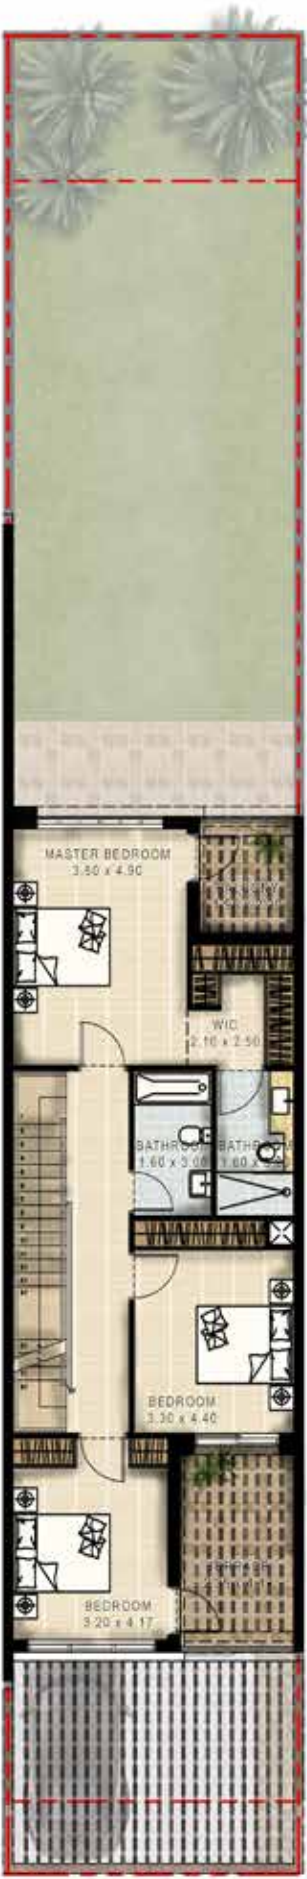 MASTER BEDROOM
3.50 x 4.90
WIC
2.10 x 2.50
BATHROOM
1.60 x 3.00
BATHROOM
BEDROOM
3.30 x 4.40
BEDROOM
3.20 x 4.17